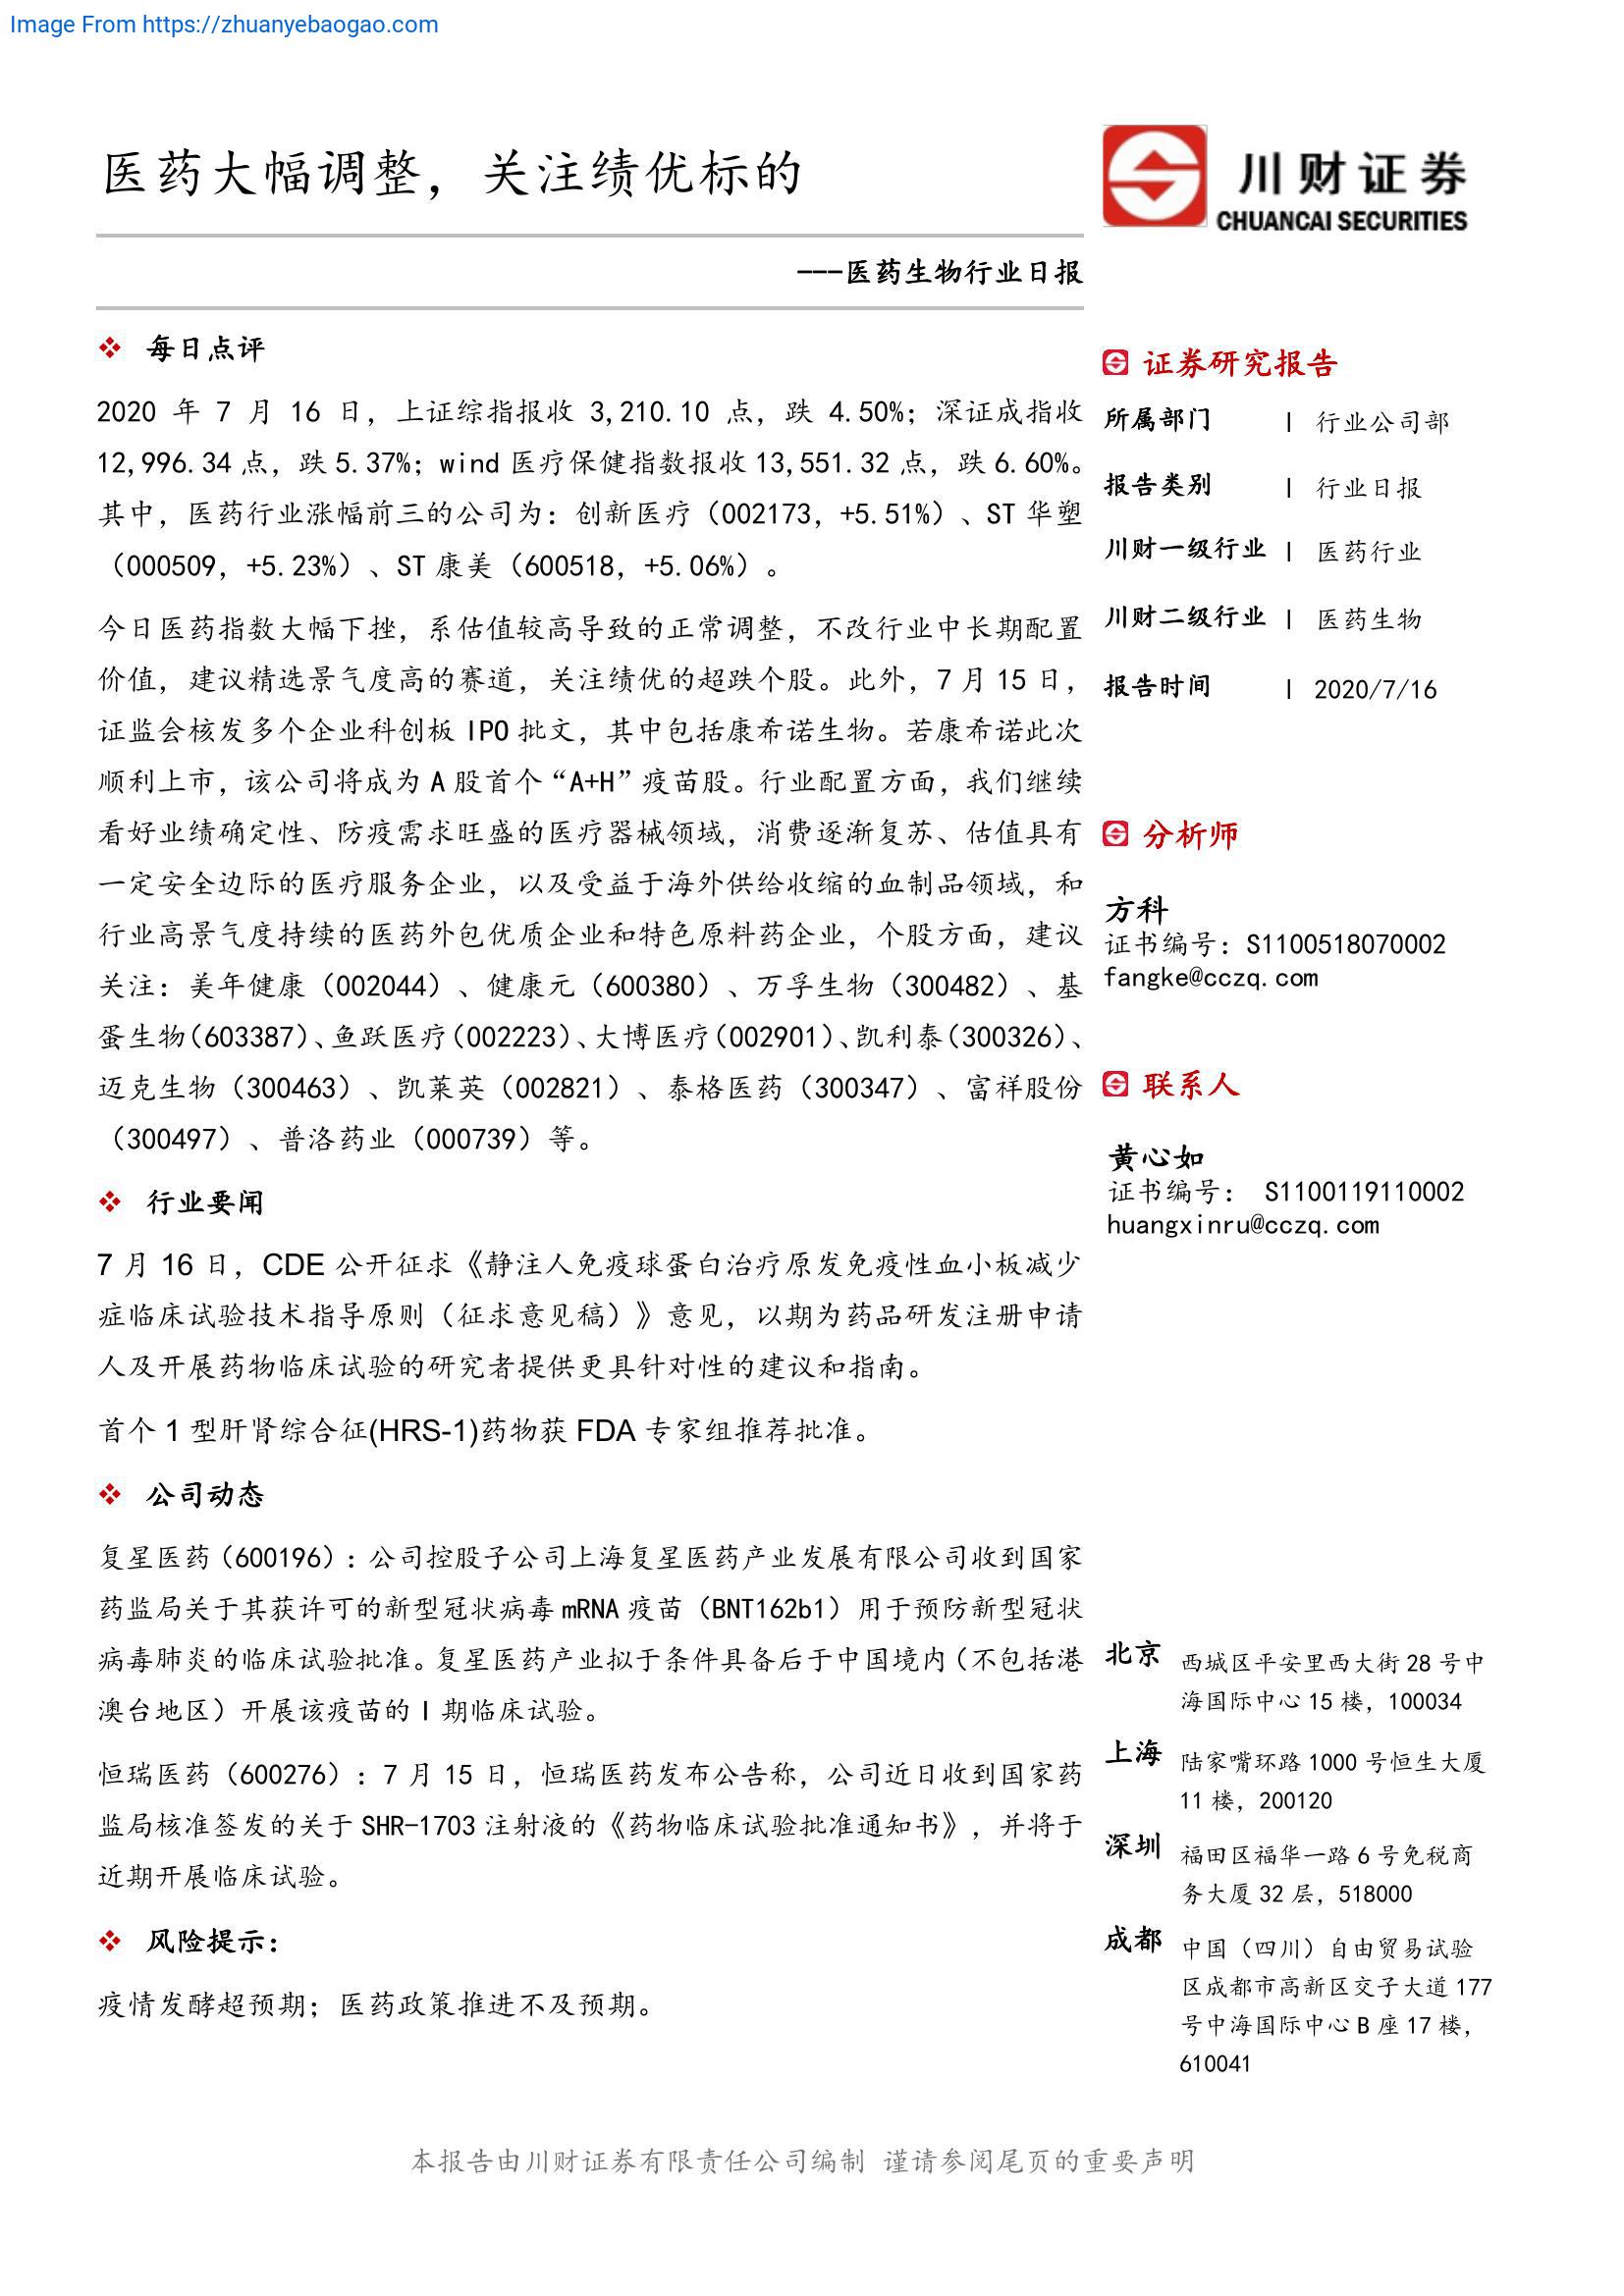 Image From https://zhuanyebaogao.com
医药大幅调整，关注绩优标的
川财证券
CHUANCAI SECURITIES
---医药生物行业日报
每日点评
2020 年 7 月 16 日，上证综指报收 3,210.10 点，跌 4.50%；深证成指收
12,996.34 点，跌 5.37%；wind 医疗保健指数报收 13,551.32 点，跌 6.60%。
其中，医药行业涨幅前三的公司为：创新医疗（002173，+5.51%）、ST 华塑
（000509，+5.23%）、ST 康美（600518，+5.06%）。
今日医药指数大幅下挫，系估值较高导致的正常调整，不改行业中长期配置
价值，建议精选景气度高的赛道，关注绩优的超跌个股。此外，7 月 15 日，
证监会核发多个企业科创板 IPO 批文，其中包括康希诺生物。若康希诺此次
顺利上市，该公司将成为 A 股首个“A+H”疫苗股。行业配置方面，我们继续
看好业绩确定性、防疫需求旺盛的医疗器械领域，消费逐渐复苏、估值具有
一定安全边际的医疗服务企业，以及受益于海外供给收缩的血制品领域，和
行业高景气度持续的医药外包优质企业和特色原料药企业，个股方面，建议
关注：美年健康（002044）、健康元（600380）、万孚生物（300482）、基
蛋生物（603387）、鱼跃医疗（002223）、大博医疗（002901）、凯利泰（300326）、
迈克生物（300463）、凯莱英（002821）、泰格医药（300347）、富祥股份
（300497）、普洛药业（000739）等。
行业要闻
7 月 16 日，CDE 公开征求《静注人免疫球蛋白治疗原发免疫性血小板减少
症临床试验技术指导原则（征求意见稿）》意见，以期为药品研发注册申请
人及开展药物临床试验的研究者提供更具针对性的建议和指南。
首个 1 型肝肾综合征(HRS-1)药物获 FDA 专家组推荐批准。
公司动态
复星医药（600196）：公司控股子公司上海复星医药产业发展有限公司收到国家
药监局关于其获许可的新型冠状病毒 mRNA 疫苗（BNT162b1）用于预防新型冠状
病毒肺炎的临床试验批准。复星医药产业拟于条件具备后于中国境内（不包括港
澳台地区）开展该疫苗的 I 期临床试验。
恒瑞医药（600276）：7 月 15 日，恒瑞医药发布公告称，公司近日收到国家药
监局核准签发的关于 SHR-1703 注射液的《药物临床试验批准通知书》，并将于
近期开展临床试验。
风险提示：
疫情发酵超预期；医药政策推进不及预期。
证券研究报告
所属部门 | 行业公司部
报告类别 | 行业日报
川财一级行业 | 医药行业
川财二级行业 | 医药生物
报告时间 | 2020/7/16
分析师
方科
证书编号：S1100518070002
fangke@cczq.com
联系人
黄心如
证书编号： S1100119110002
huangxinru@cczq.com
北京 西城区平安里西大街 28 号中
海国际中心 15 楼，100034
上海 陆家嘴环路 1000 号恒生大厦
11 楼，200120
深圳 福田区福华一路 6 号免税商
务大厦 32 层，518000
成都 中国（四川）自由贸易试验
区成都市高新区交子大道 177
号中海国际中心 B 座 17 楼，
610041
本报告由川财证券有限责任公司编制 谨请参阅尾页的重要声明